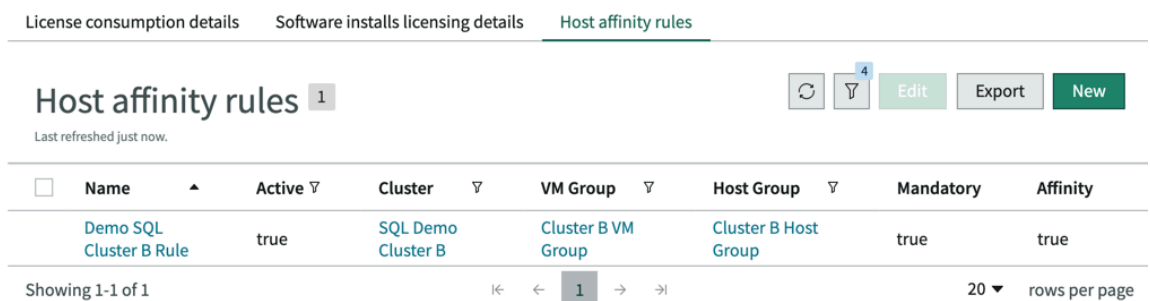 License consumption details Software installs licensing details Host affinity rules
4
Host affinity rules 1 Edit Export New
Last refreshed just now.
Name Active Cluster VM Group Host Group Mandatory Affinity
Demo SQL SQL Demo Cluster B VM Cluster B Host
true true true
Cluster B Rule Cluster B Group Group
Showing 1-1 of 1 1 20 rows per page